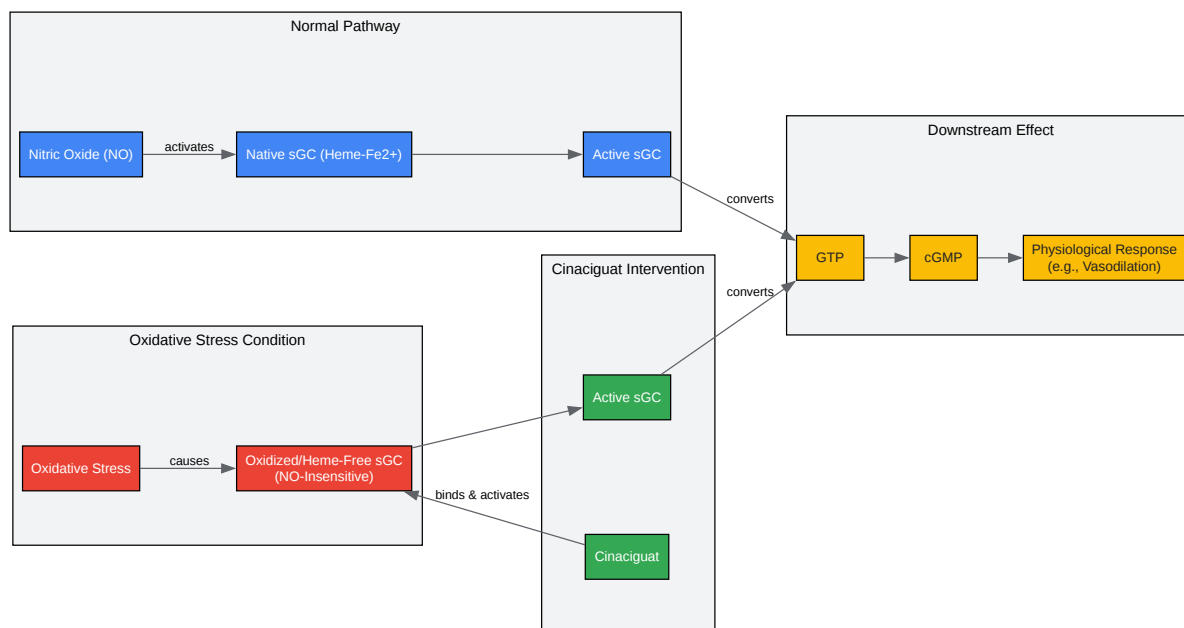 Normal Pathway
Nitric Oxide (NO)
activates
Native sGC (Heme-Fe2+)
Active sGC
converts
Downstream Effect
GTP
cGMP
Physiological Response
(e.g., Vasodilation)
Cinaciguat Intervention
converts
Active sGC
Oxidative Stress Condition
Oxidative Stress
causes
Oxidized/Heme-Free sGC
(NO-Insensitive)
binds & activates
Cinaciguat